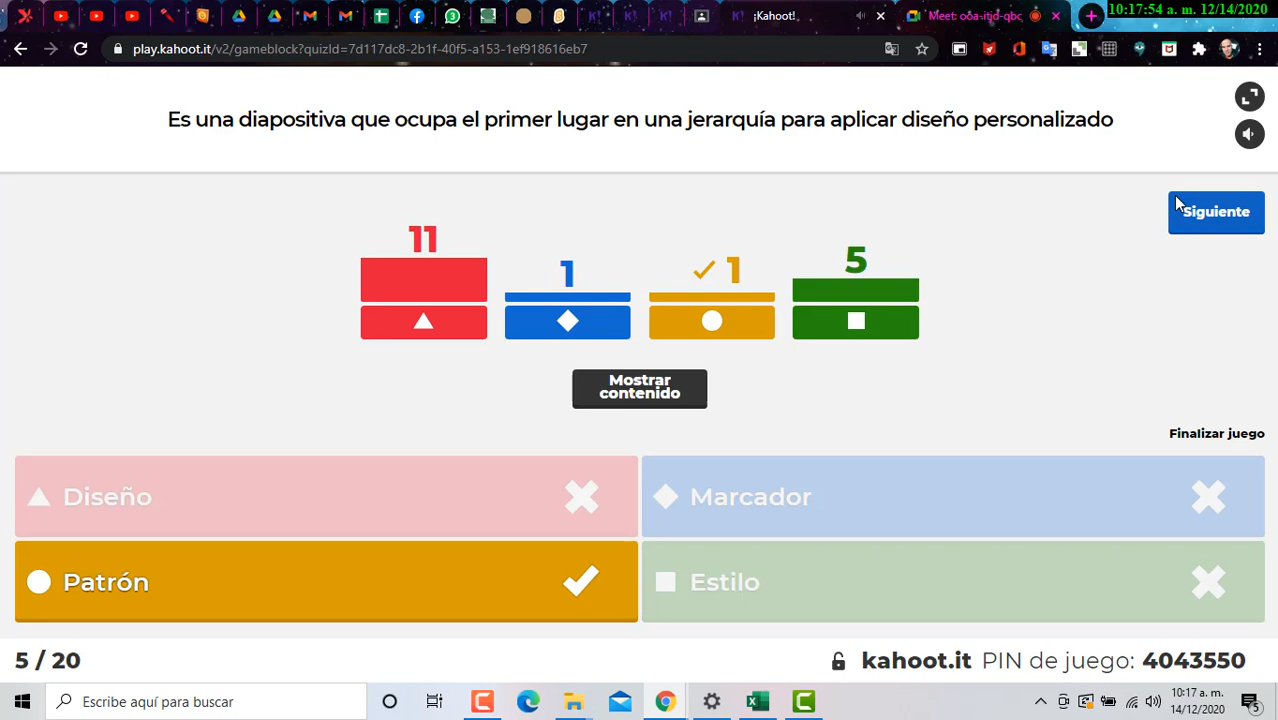 ¡Kahoot!
Meet: ooa-itjd-qbc
10:17:54 a. m. 12/14/2020
play.kahoot.it/v2/gameblock?quizId=7d117dc8-2b1f-40f5-a153-1ef918616eb7
Es una diapositiva que ocupa el primer lugar en una jerarquía para aplicar diseño personalizado
Siguiente
11
1
1
5
Mostrar
contenido
Finalizar juego
Diseño
Marcador
Patrón
Estilo
5 / 20
kahoot.it PIN de juego: 4043550
Escribe aquí para buscar
10:17 a. m.
14/12/2020
5